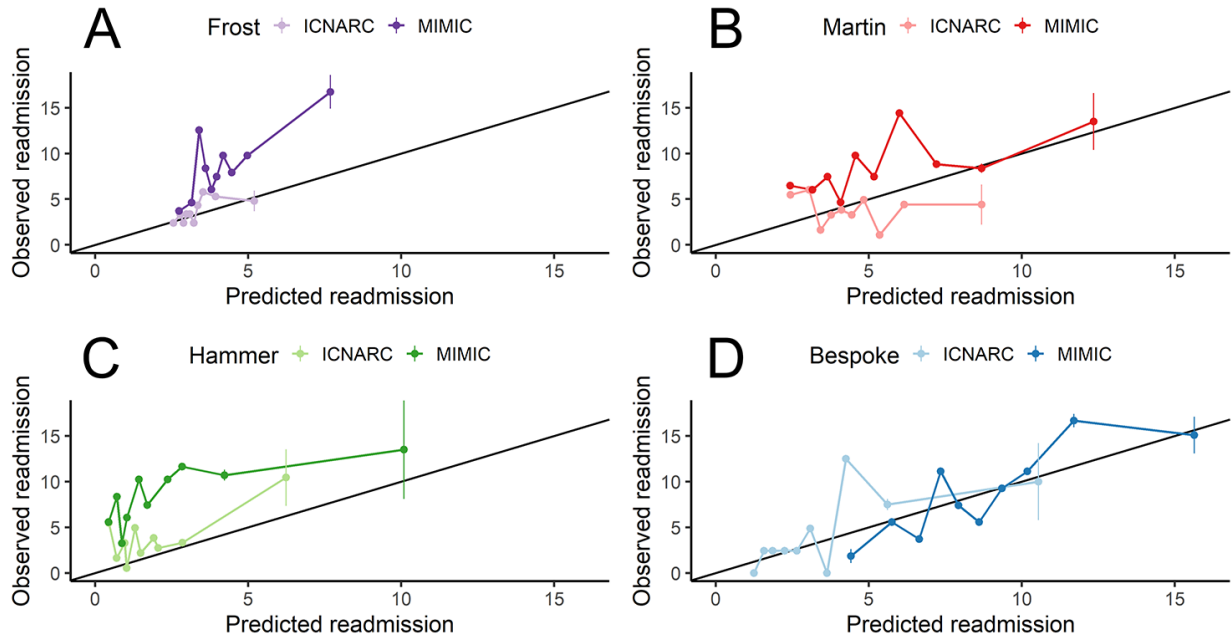 A
Frost ICNARC MIMIC
Observed readmission
15
10
5
0
0 5 10 15
Predicted readmission
B
Martin ICNARC MIMIC
Observed readmission
15
10
5
0
0 5 10 15
Predicted readmission
C
Hammer ICNARC MIMIC
Observed readmission
15
10
5
0
0 5 10 15
Predicted readmission
D
Bespoke ICNARC MIMIC
Observed readmission
15
10
5
0
0 5 10 15
Predicted readmission